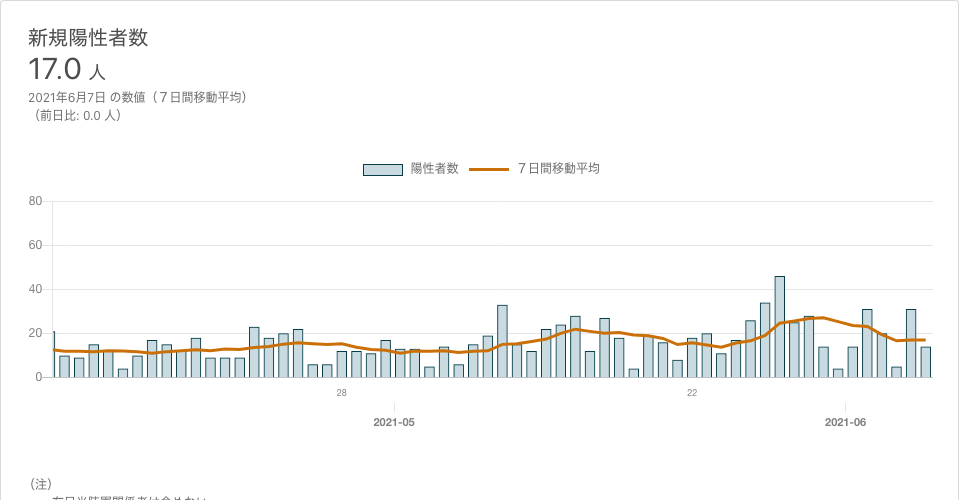 新規陽性者数
17.0 人
2021年6月7日 の数値（７日間移動平均）
（前日比: 0.0 人）
陽性者数 ７日間移動平均
80
60
40
20
0
28 22
2021-05 2021-06
（注）